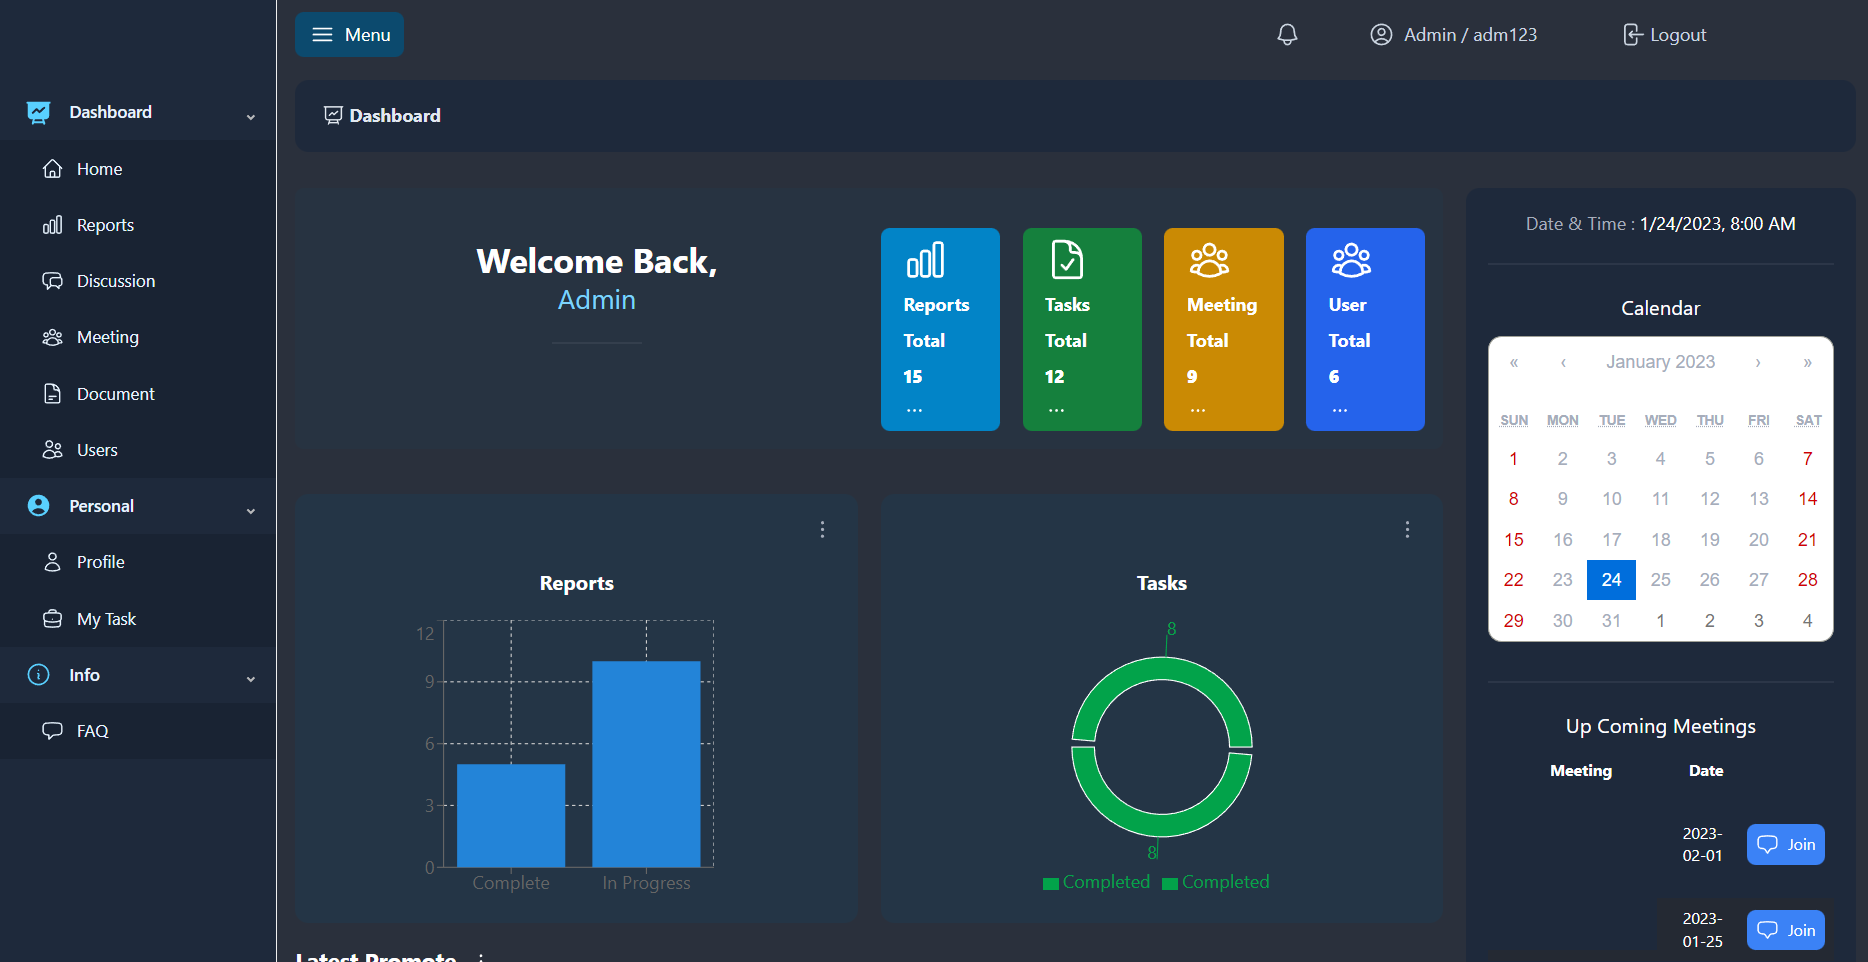 Menu
Admin / adm123
Logout
Dashboard
Home
Reports
Discussion
Meeting
Document
Users
Personal
Profile
My Task
Info
FAQ
Dashboard
Welcome Back,
Admin
Reports
Total
15
...
Tasks
Total
12
...
Meeting
Total
9
...
User
Total
6
...
Reports
12
9
6
3
0
Complete In Progress
Tasks
8
8
Completed Completed
Latest Promote
Date & Time : 1/24/2023, 8:00 AM
Calendar
« ‹ January 2023 › »
SUN MON TUE WED THU FRI SAT
1 2 3 4 5 6 7
8 9 10 11 12 13 14
15 16 17 18 19 20 21
22 23 24 25 26 27 28
29 30 31 1 2 3 4
Up Coming Meetings
Meeting Date
2023-
02-01
Join
2023-
01-25
Join